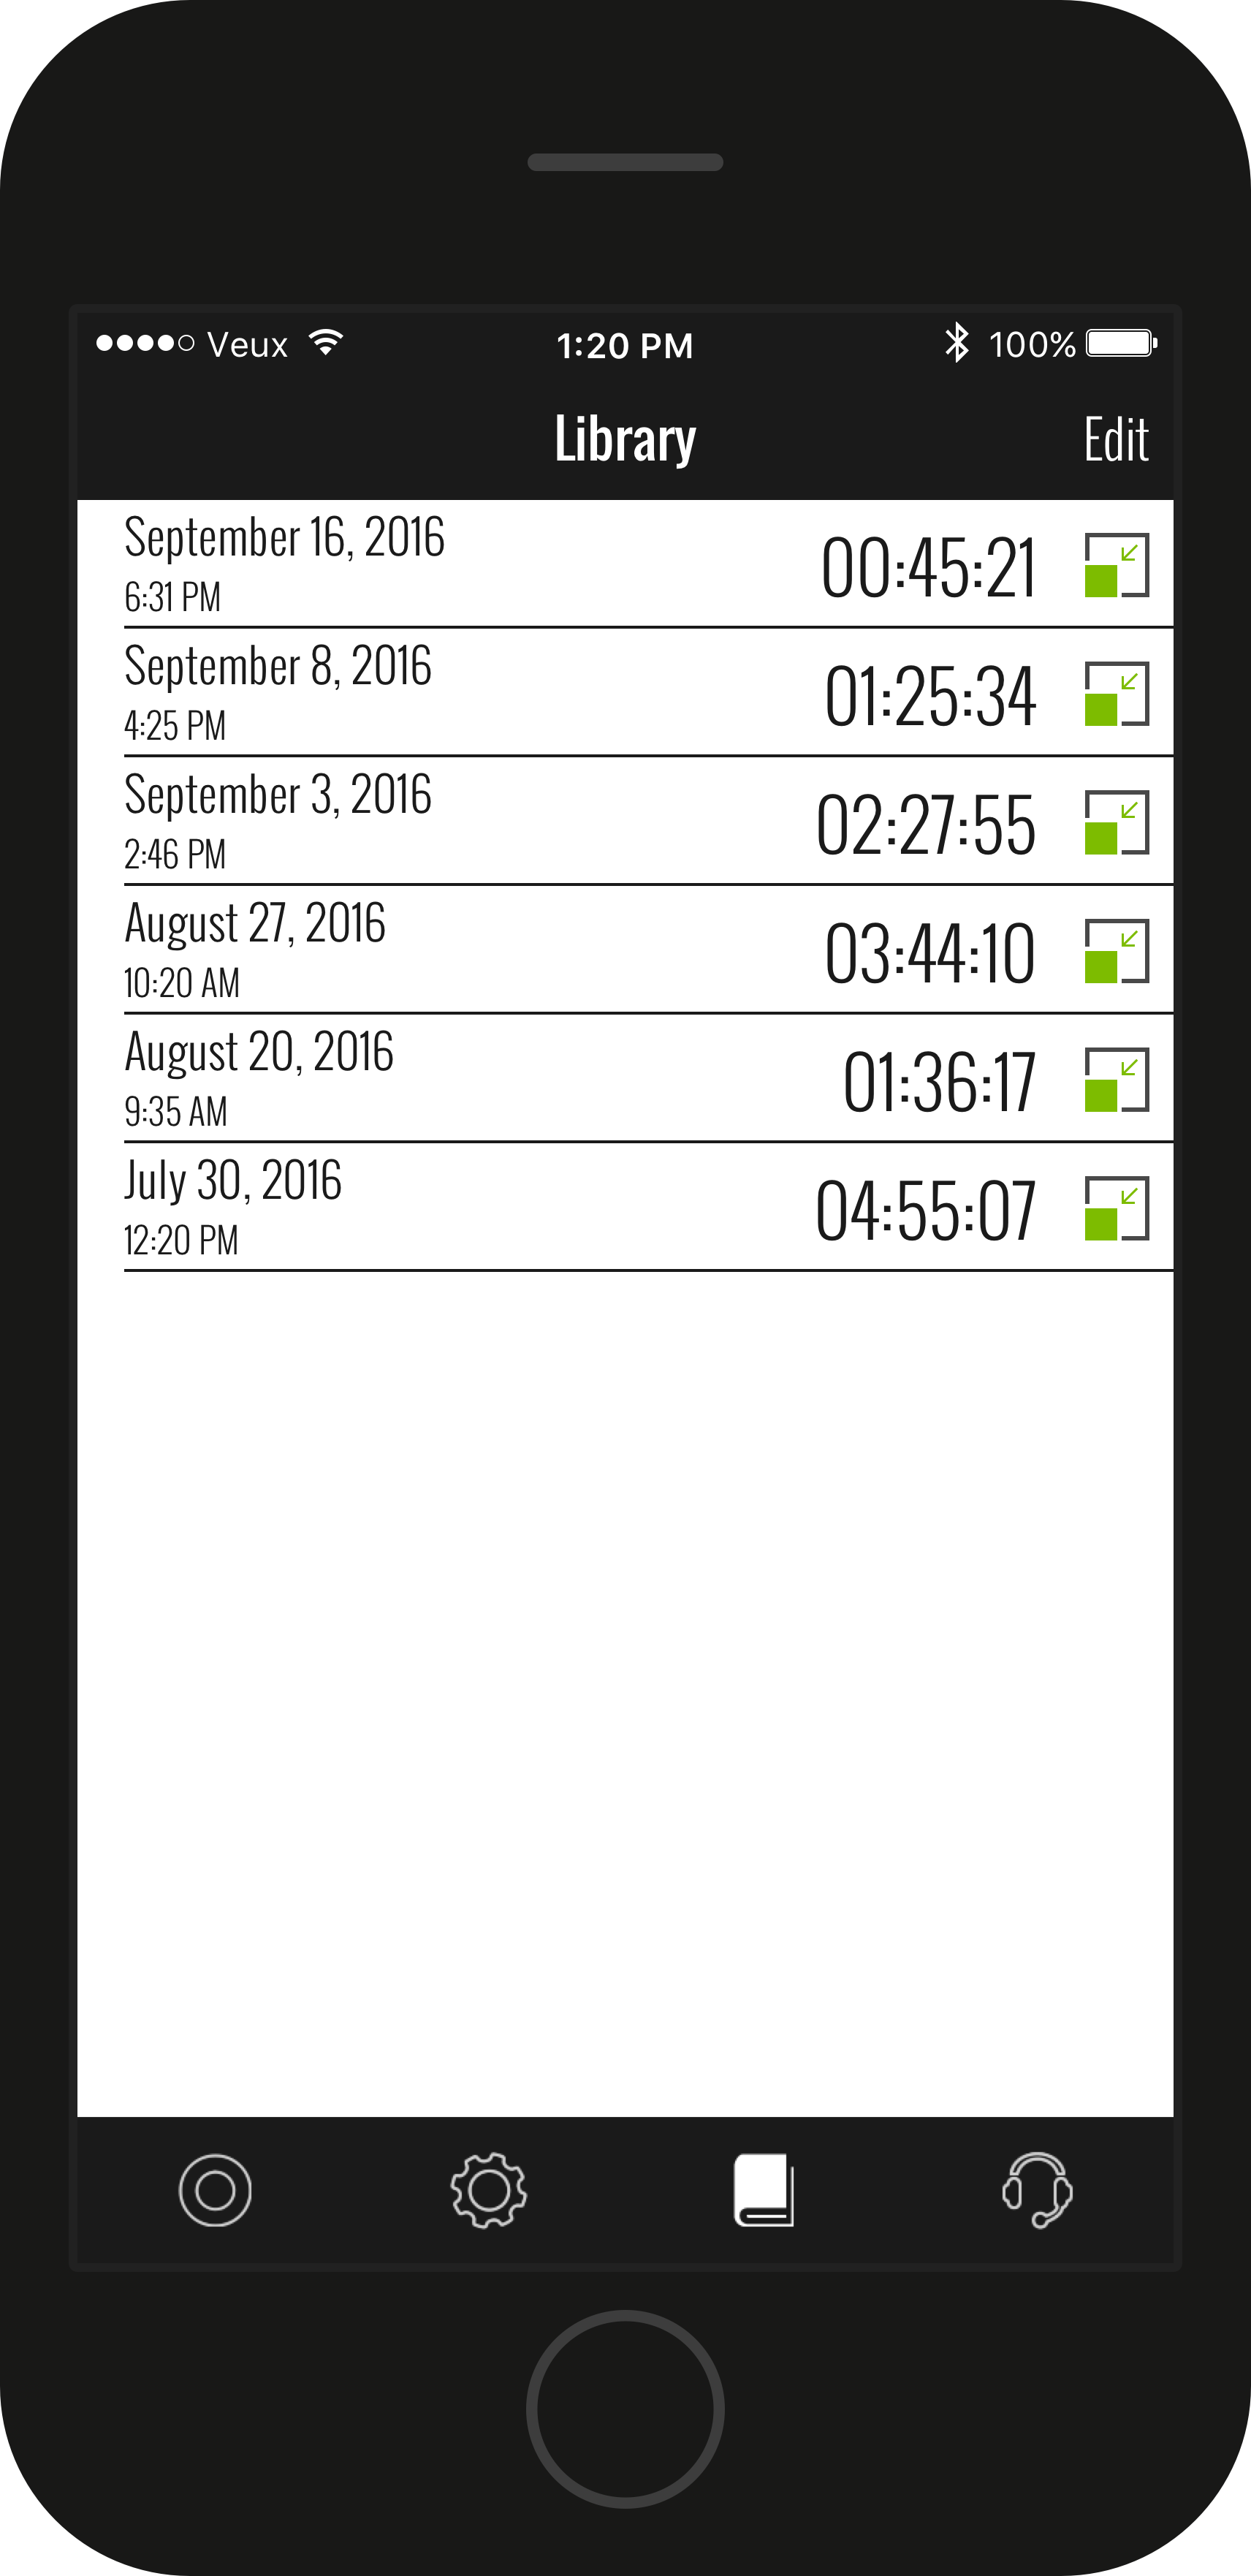 Veux 1:20 PM 100%
Library Edit
September 16, 2016
6:31 PM
00:45:21
September 8, 2016
4:25 PM
01:25:34
September 3, 2016
2:46 PM
02:27:55
August 27, 2016
10:20 AM
03:44:10
August 20, 2016
9:35 AM
01:36:17
July 30, 2016
12:20 PM
04:55:07